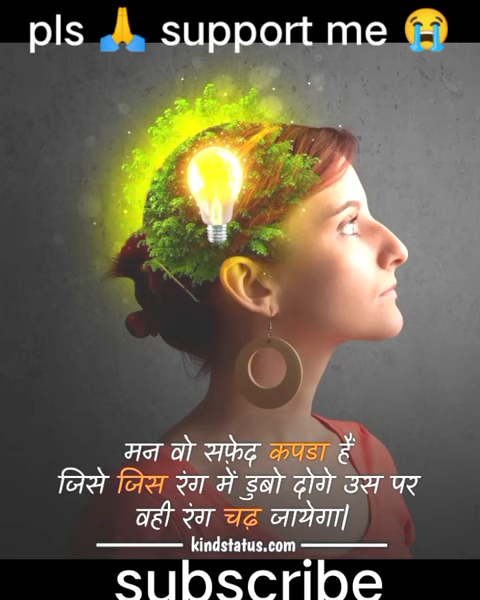 pls 🙏 support me 😭
मन वो सफ़ेद कपडा हैं
जिसे जिस रंग में डुबो दोगे उस पर
वही रंग चढ़ जायेगा|
kindstatus.com
subscribe